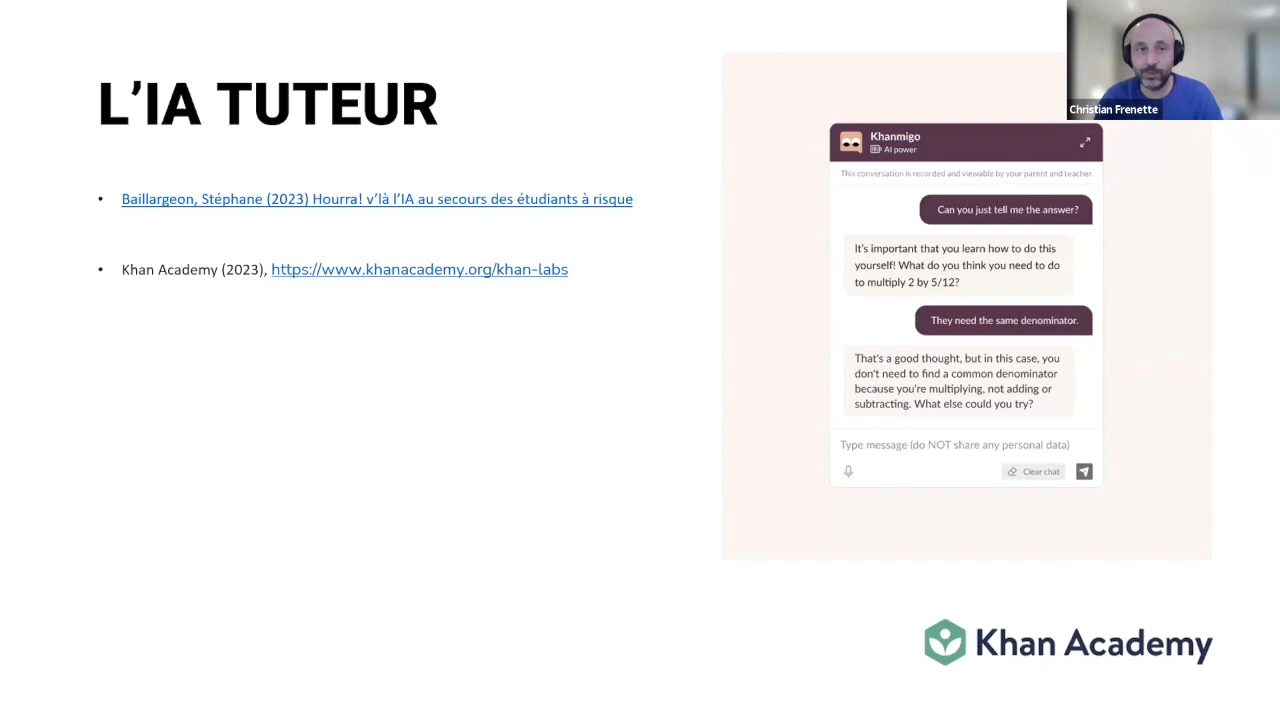 L'IA TUTEUR
• Baillargeon, Stéphane (2023) Hourra! v'là l'IA au secours des étudiants à risque
• Khan Academy (2023), https://www.khanacademy.org/khan-labs
Christian Frenette
Khanmigo
AI power
This conversation is recorded and viewable by your parent and teacher.
Can you just tell me the answer?
It's important that you learn how to do this
yourself! What do you think you need to do
to multiply 2 by 5/12?
They need the same denominator.
That's a good thought, but in this case, you
don't need to find a common denominator
because you're multiplying, not adding or
subtracting. What else could you try?
Type message (do NOT share any personal data)
Clear chat
Khan Academy